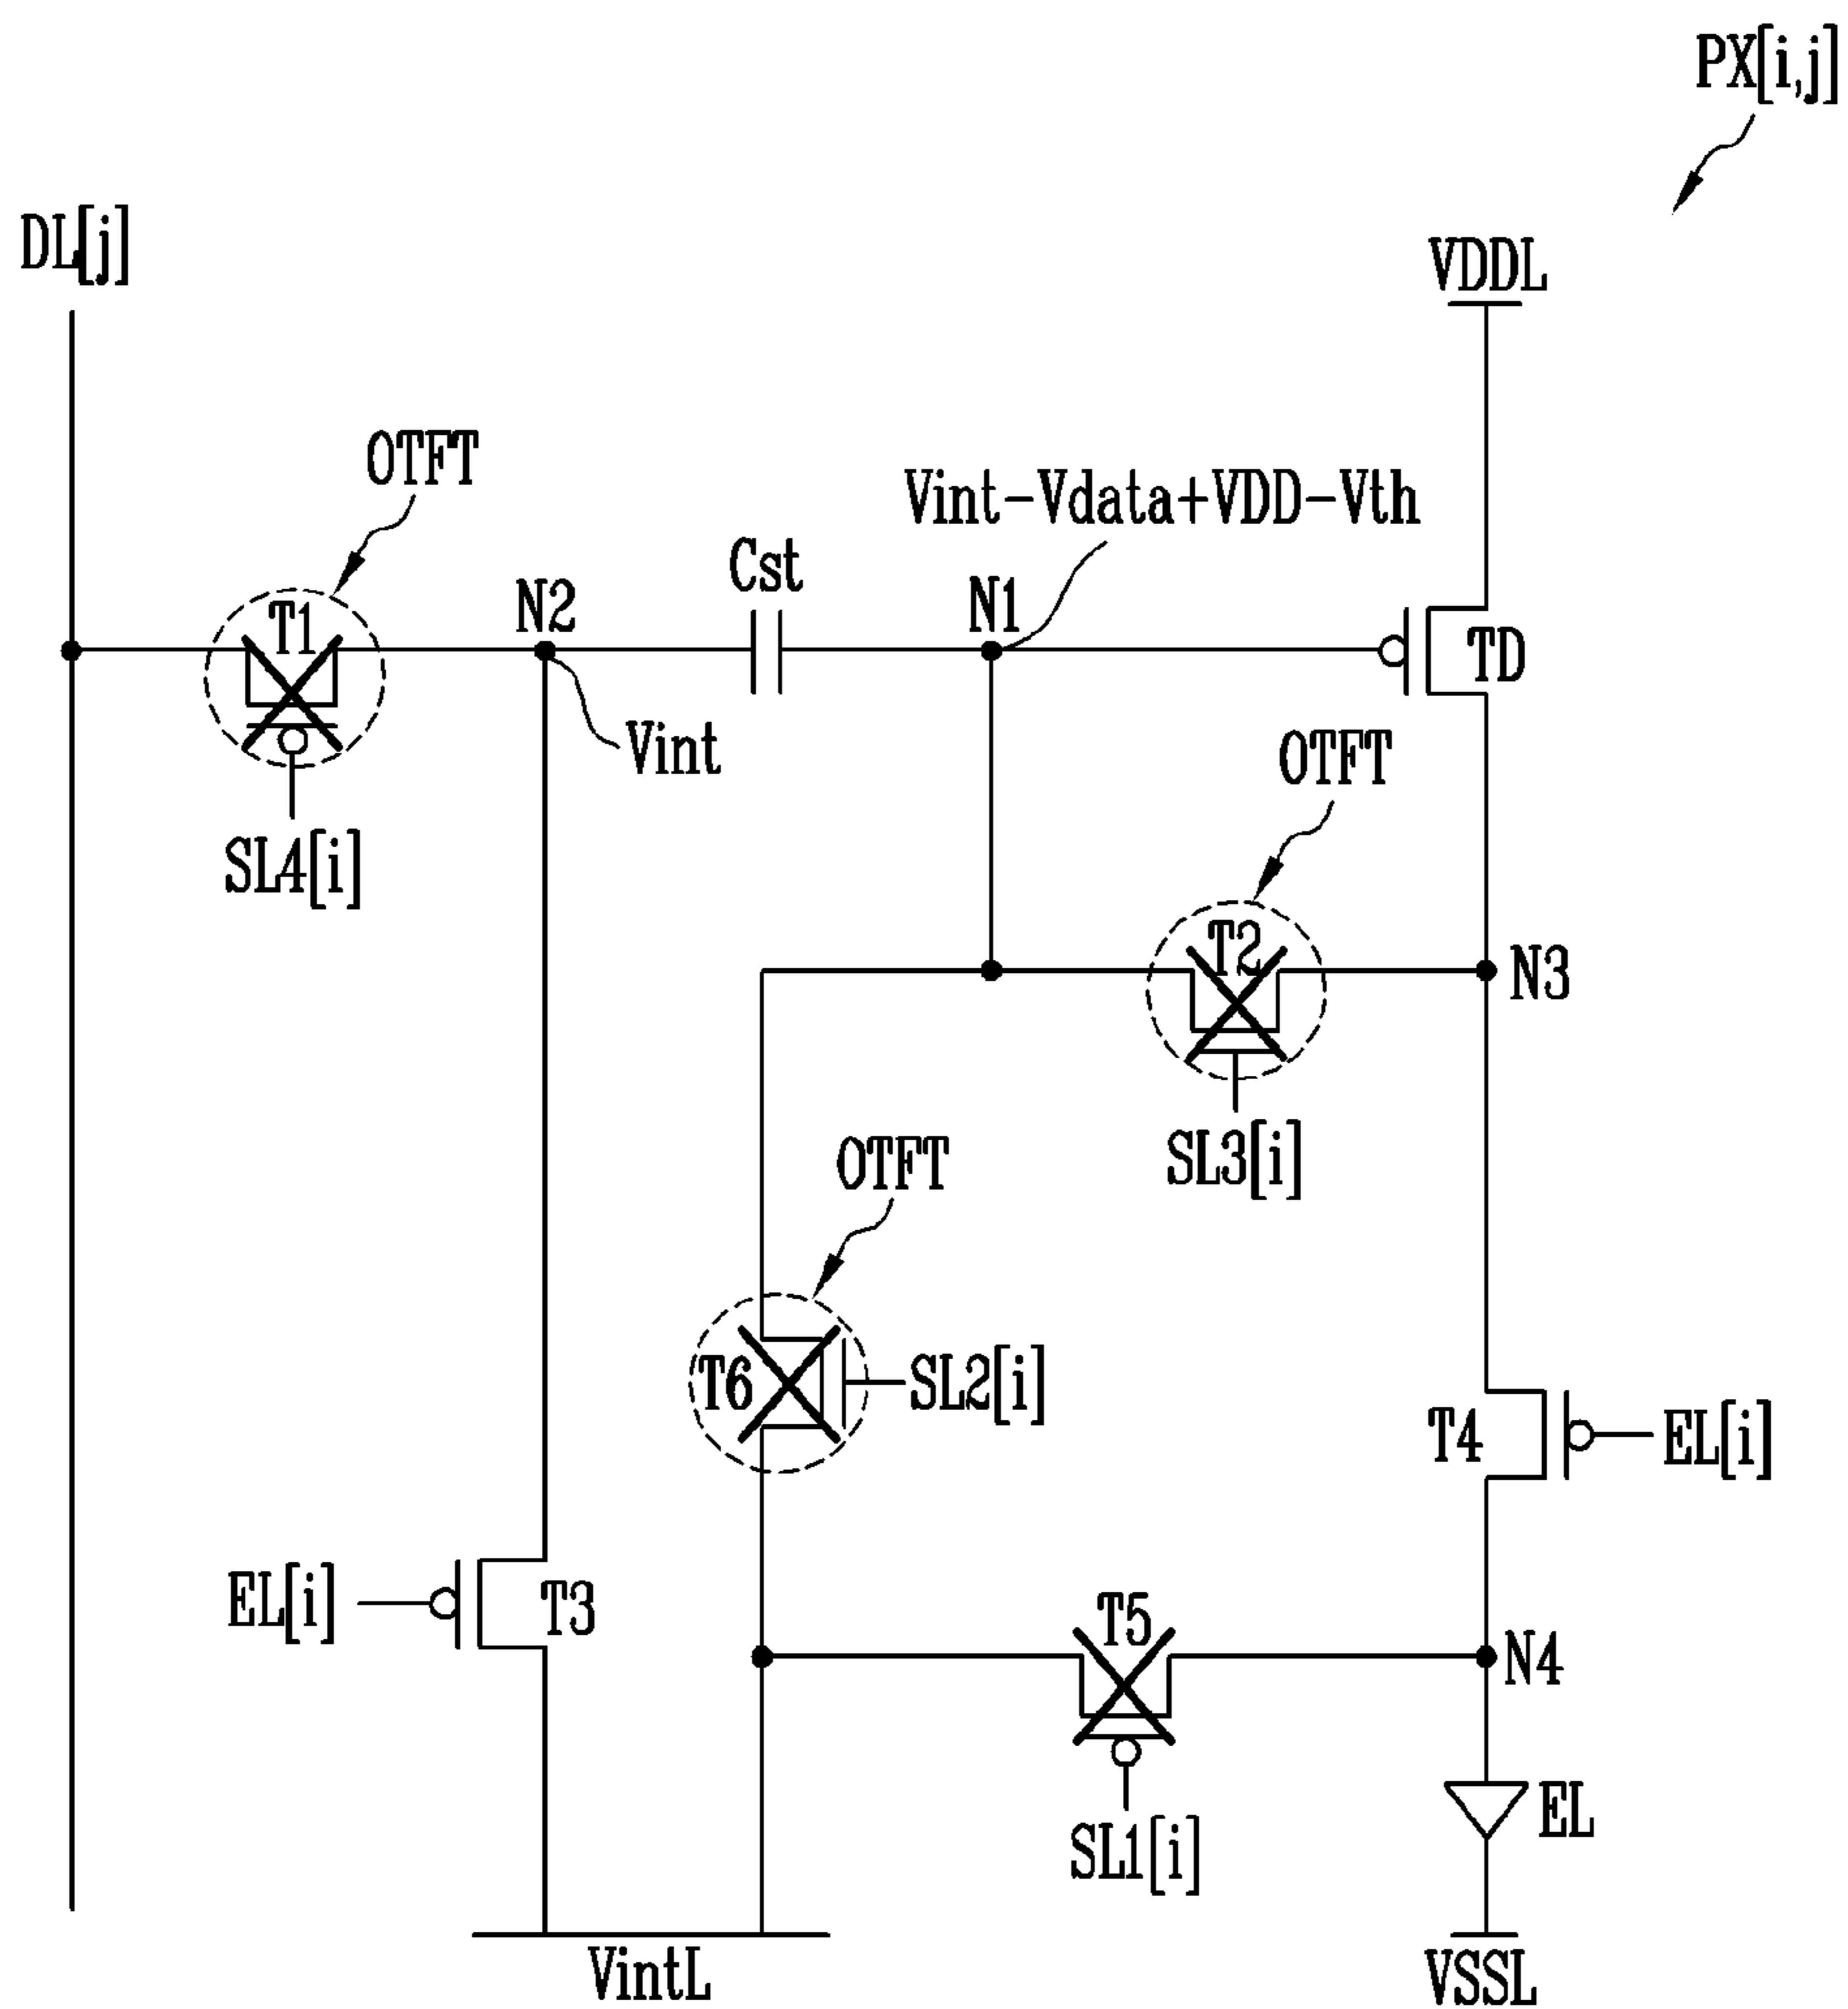 PX[i,j]
DL[j]
VDDL
OTFT
Vint-Vdata+VDD-Vth
Cst
T1
N2
N1
TD
Vint
OTFT
SL4[i]
T2
N3
OTFT
SL3[i]
T6
SL2[i]
T4
EL[i]
EL[i]
T3
T5
N4
SL1[i]
EL
VintL
VSSL